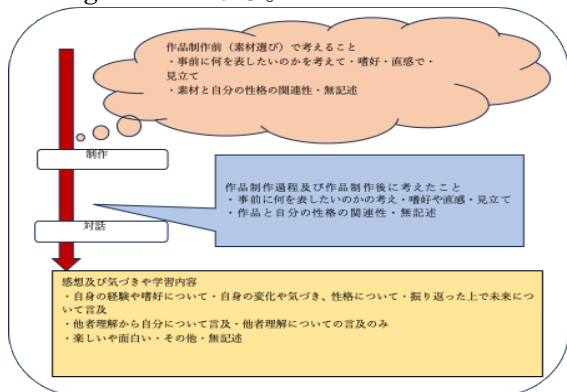 作品制作前（素材選び）で考えること
・事前に何を表したいのかを考えて・嗜好・直感で・
見立て
・素材と自分の性格の関連性・無記述
制作
作品制作過程及び作品制作後に考えたこと
・事前に何を表したいのかの考え・嗜好や直感・見立て
・作品と自分の性格の関連性・無記述
対話
感想及び気づきや学習内容
・自身の経験や嗜好について・自身の変化や気づき、性格について・振り返った上で未来につ
いて言及
・他者理解から自分について言及・他者理解についての言及のみ
・楽しいや面白い・その他・無記述